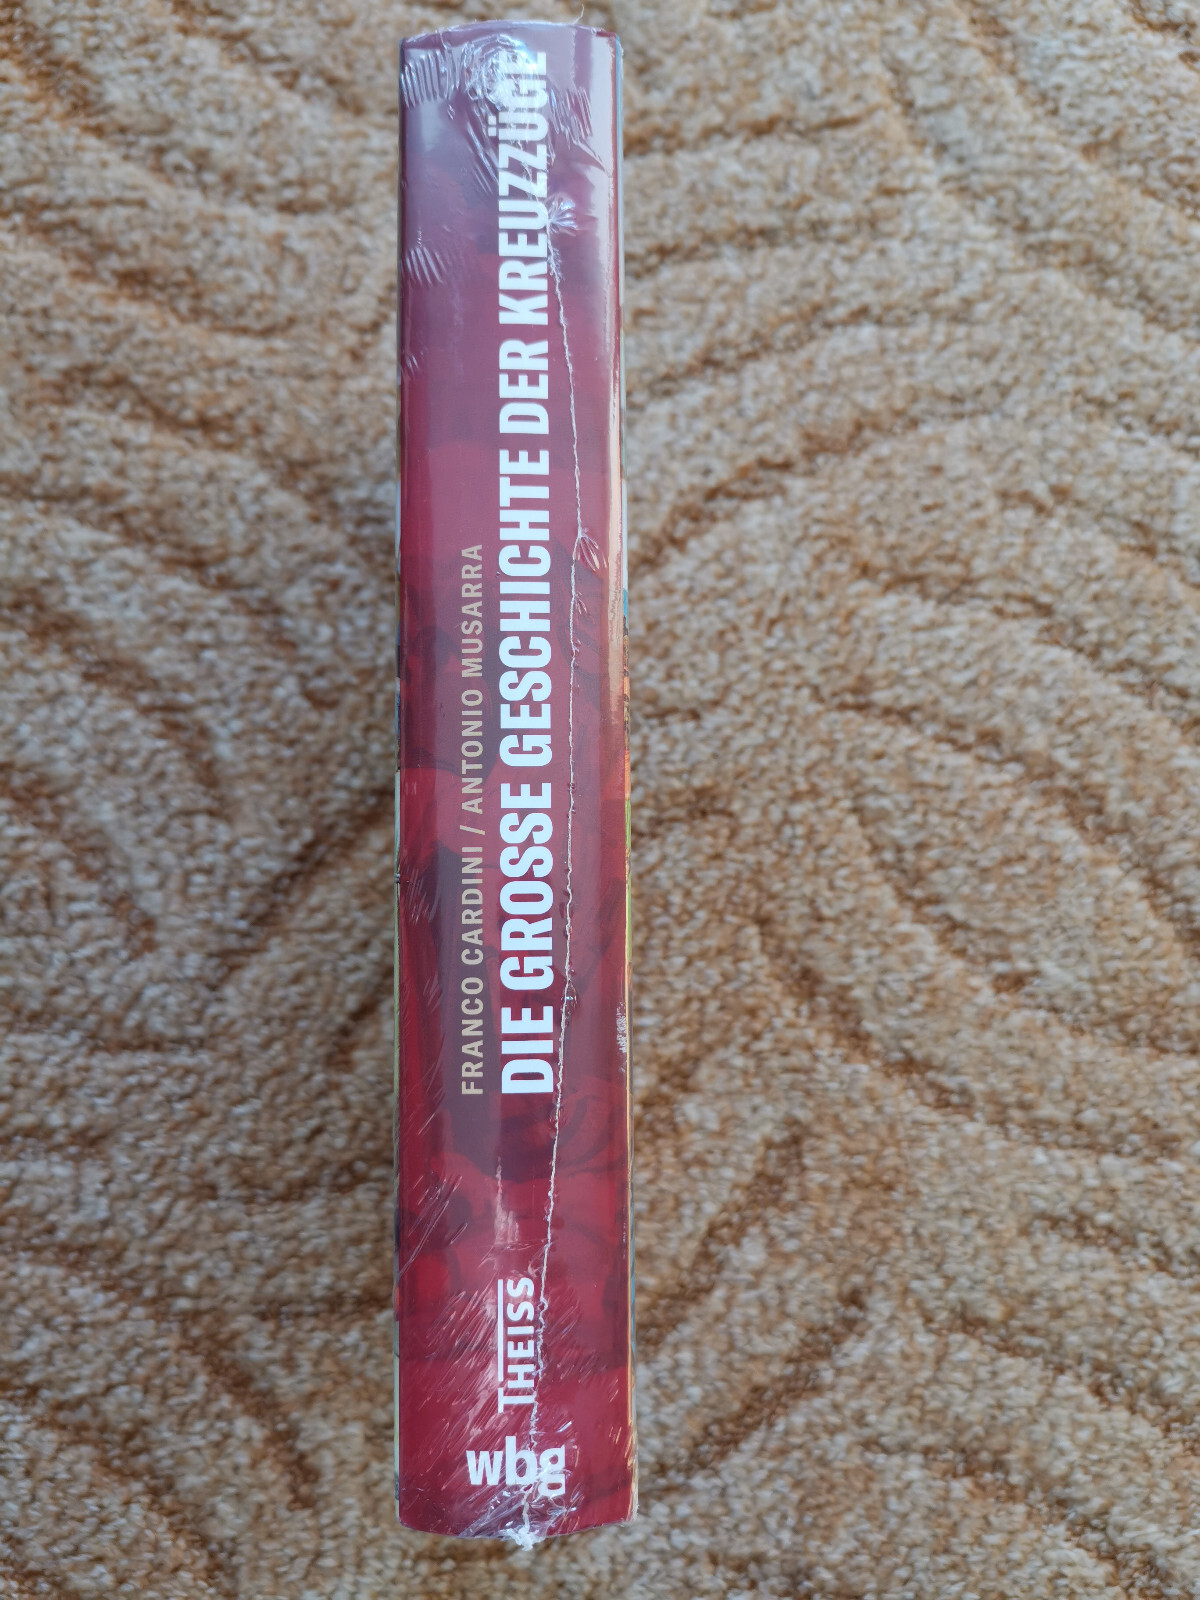 FRANCO CARDINI / ANTONIO MUSARRA
DIE GROSSE GESCHICHTE DER KREUZZÜGE
THEISS
wbg